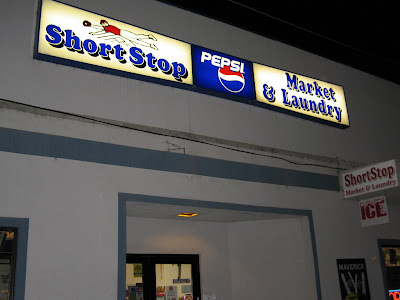 Short Stop
PEPSI
Market
& Laundry
ShortStop
Market & Laundry
ICE
MAVERICK